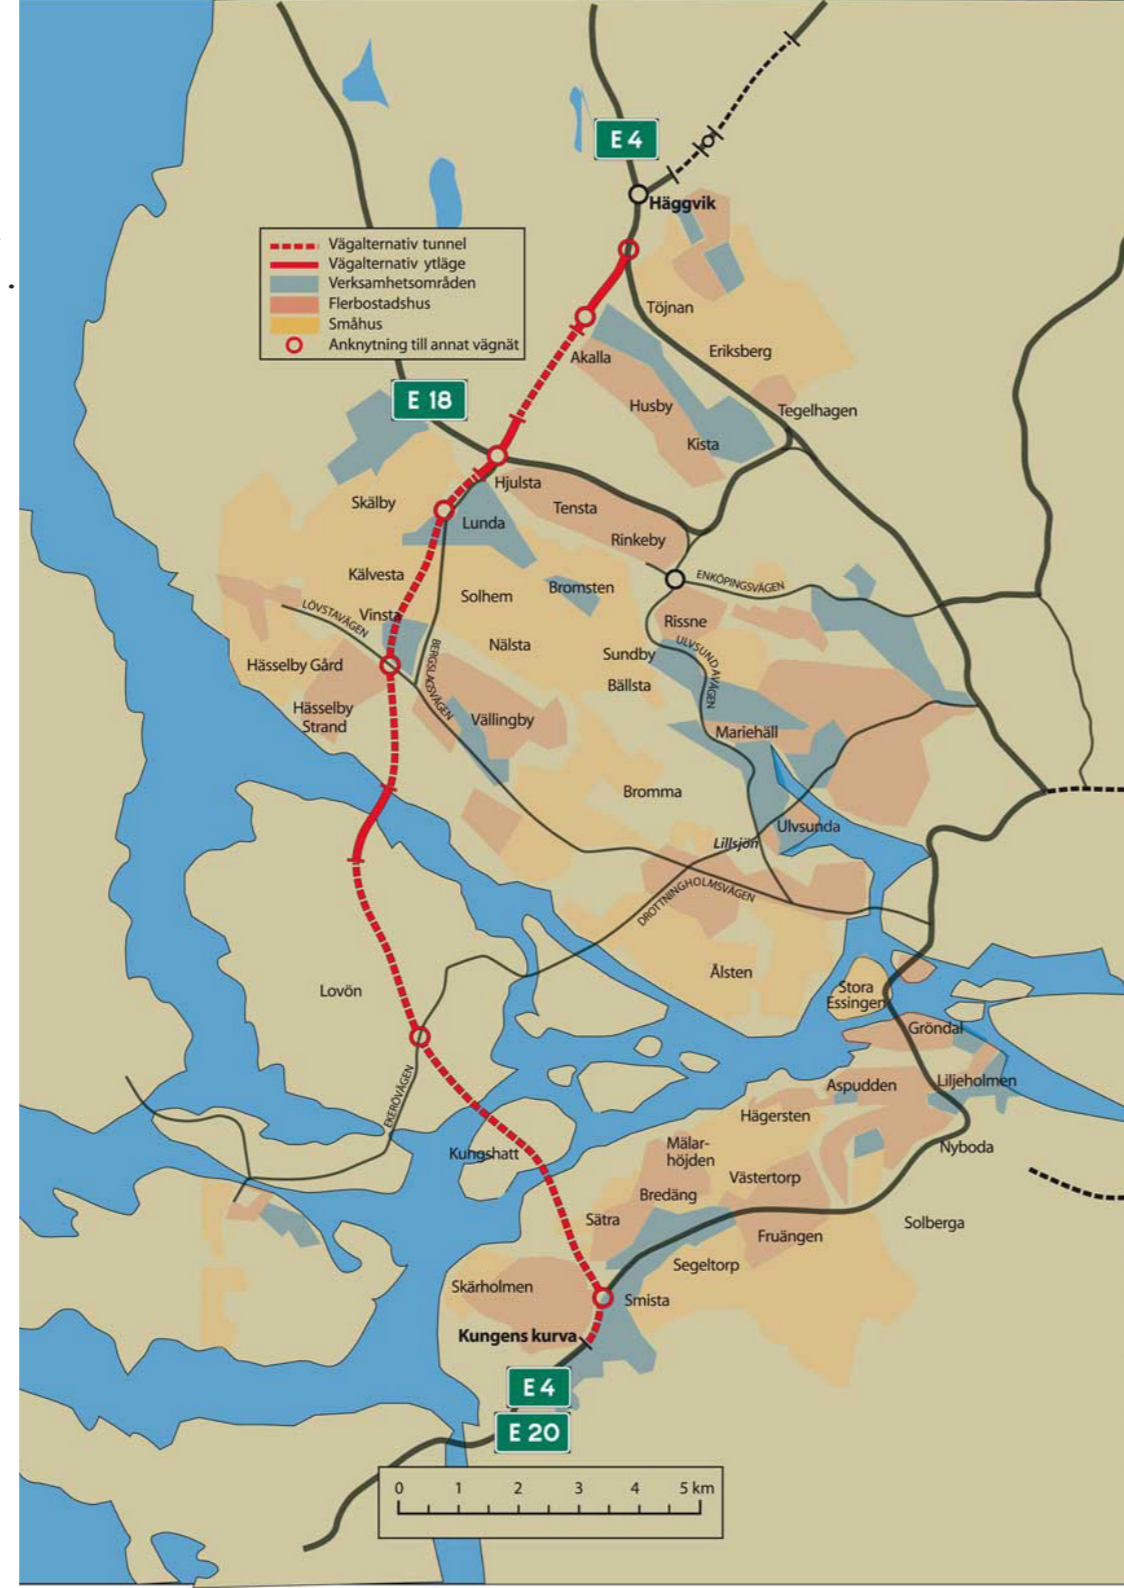 E 4
Häggvik
Vägalternativ tunnel
Vägalternativ ytläge
Verksamhetsområden
Flerbostadshus
Småhus
Anknytning till annat vägnät
Töjnan
Akalla
Eriksberg
E 18
Husby
Tegelhagen
Kista
Hjulsta
Skälby
Tensta
Lunda
Rinkeby
Kälvesta
ENKÖPINGSVÄGEN
Bromsten
Solhem
LÖVSTAVÄGEN
Vinsta
Rissne
Nälsta
ULVSUNDAVÄGEN
Sundby
Hässelby Gård
BERGSLAGSVÄGEN
Bällsta
Hässelby
Strand
Vällingby
Mariehäll
Bromma
Ulvsunda
Lillsjön
DROTTNINGHOLMSVÄGEN
Ålsten
Lovön
Stora
Essingen
Gröndal
EKERÖVÄGEN
Aspudden
Liljeholmen
Hägersten
Kungshatt
Mälar-
höjden
Nyboda
Västertorp
Bredäng
Sätra
Solberga
Fruängen
Segeltorp
Skärholmen
Smista
Kungens kurva
E 4
E 20
0 1 2 3 4 5 km